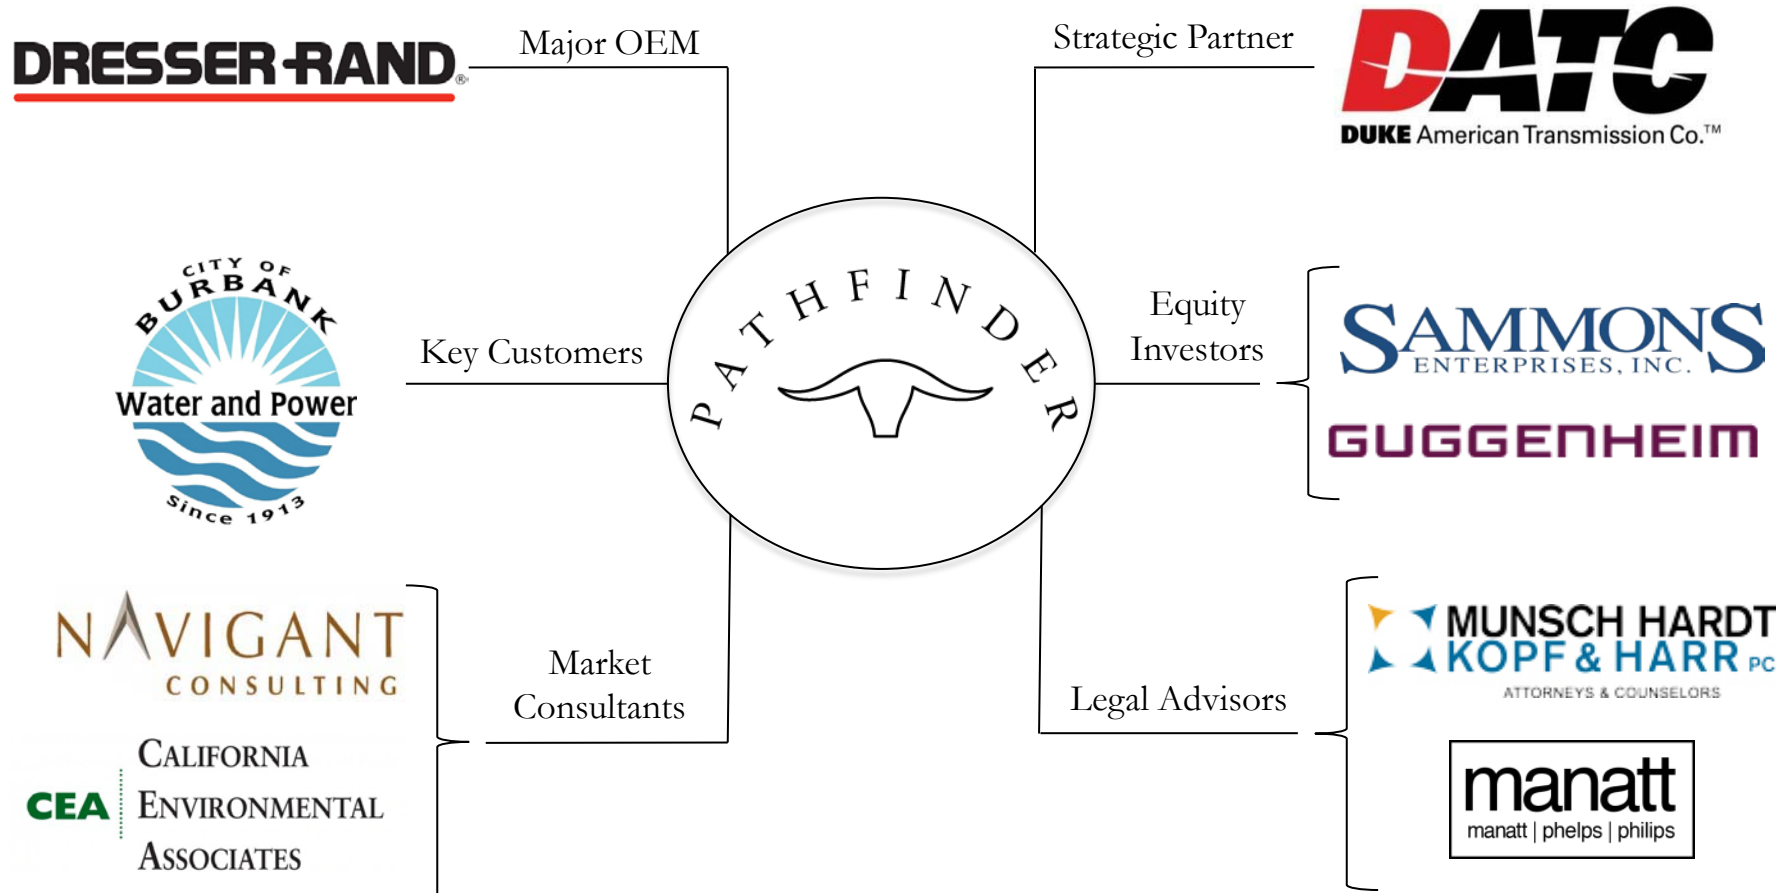 DRESSER-RAND®
Major OEM
Strategic Partner
DATC
DUKE American Transmission Co.™
CITY OF
BURBANK
Water and Power
Since 1913
Key Customers
PATHFINDER
Equity
Investors
SAMMONS
ENTERPRISES, INC.
GUGGENHEIM
NAVIGANT
CONSULTING
CEA
CALIFORNIA
ENVIRONMENTAL
ASSOCIATES
Market
Consultants
Legal Advisors
MUNSCH HARDT
KOPF & HARR PC
ATTORNEYS & COUNSELORS
manatt
manatt | phelps | philips